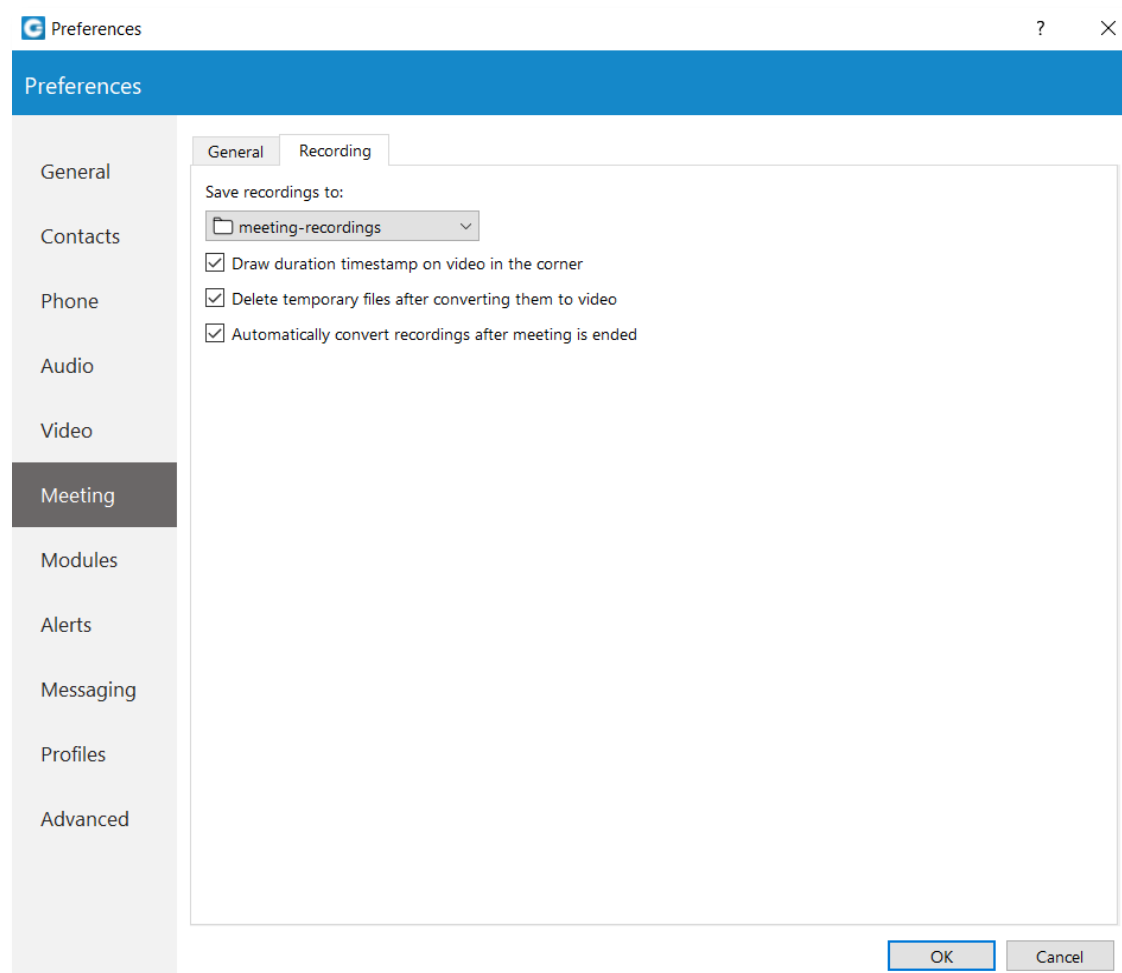 Preferences
?
Preferences
General
Contacts
Phone
Audio
Video
Meeting
Modules
Alerts
Messaging
Profiles
Advanced
General Recording
Save recordings to:
meeting-recordings
Draw duration timestamp on video in the corner
Delete temporary files after converting them to video
Automatically convert recordings after meeting is ended
OK Cancel